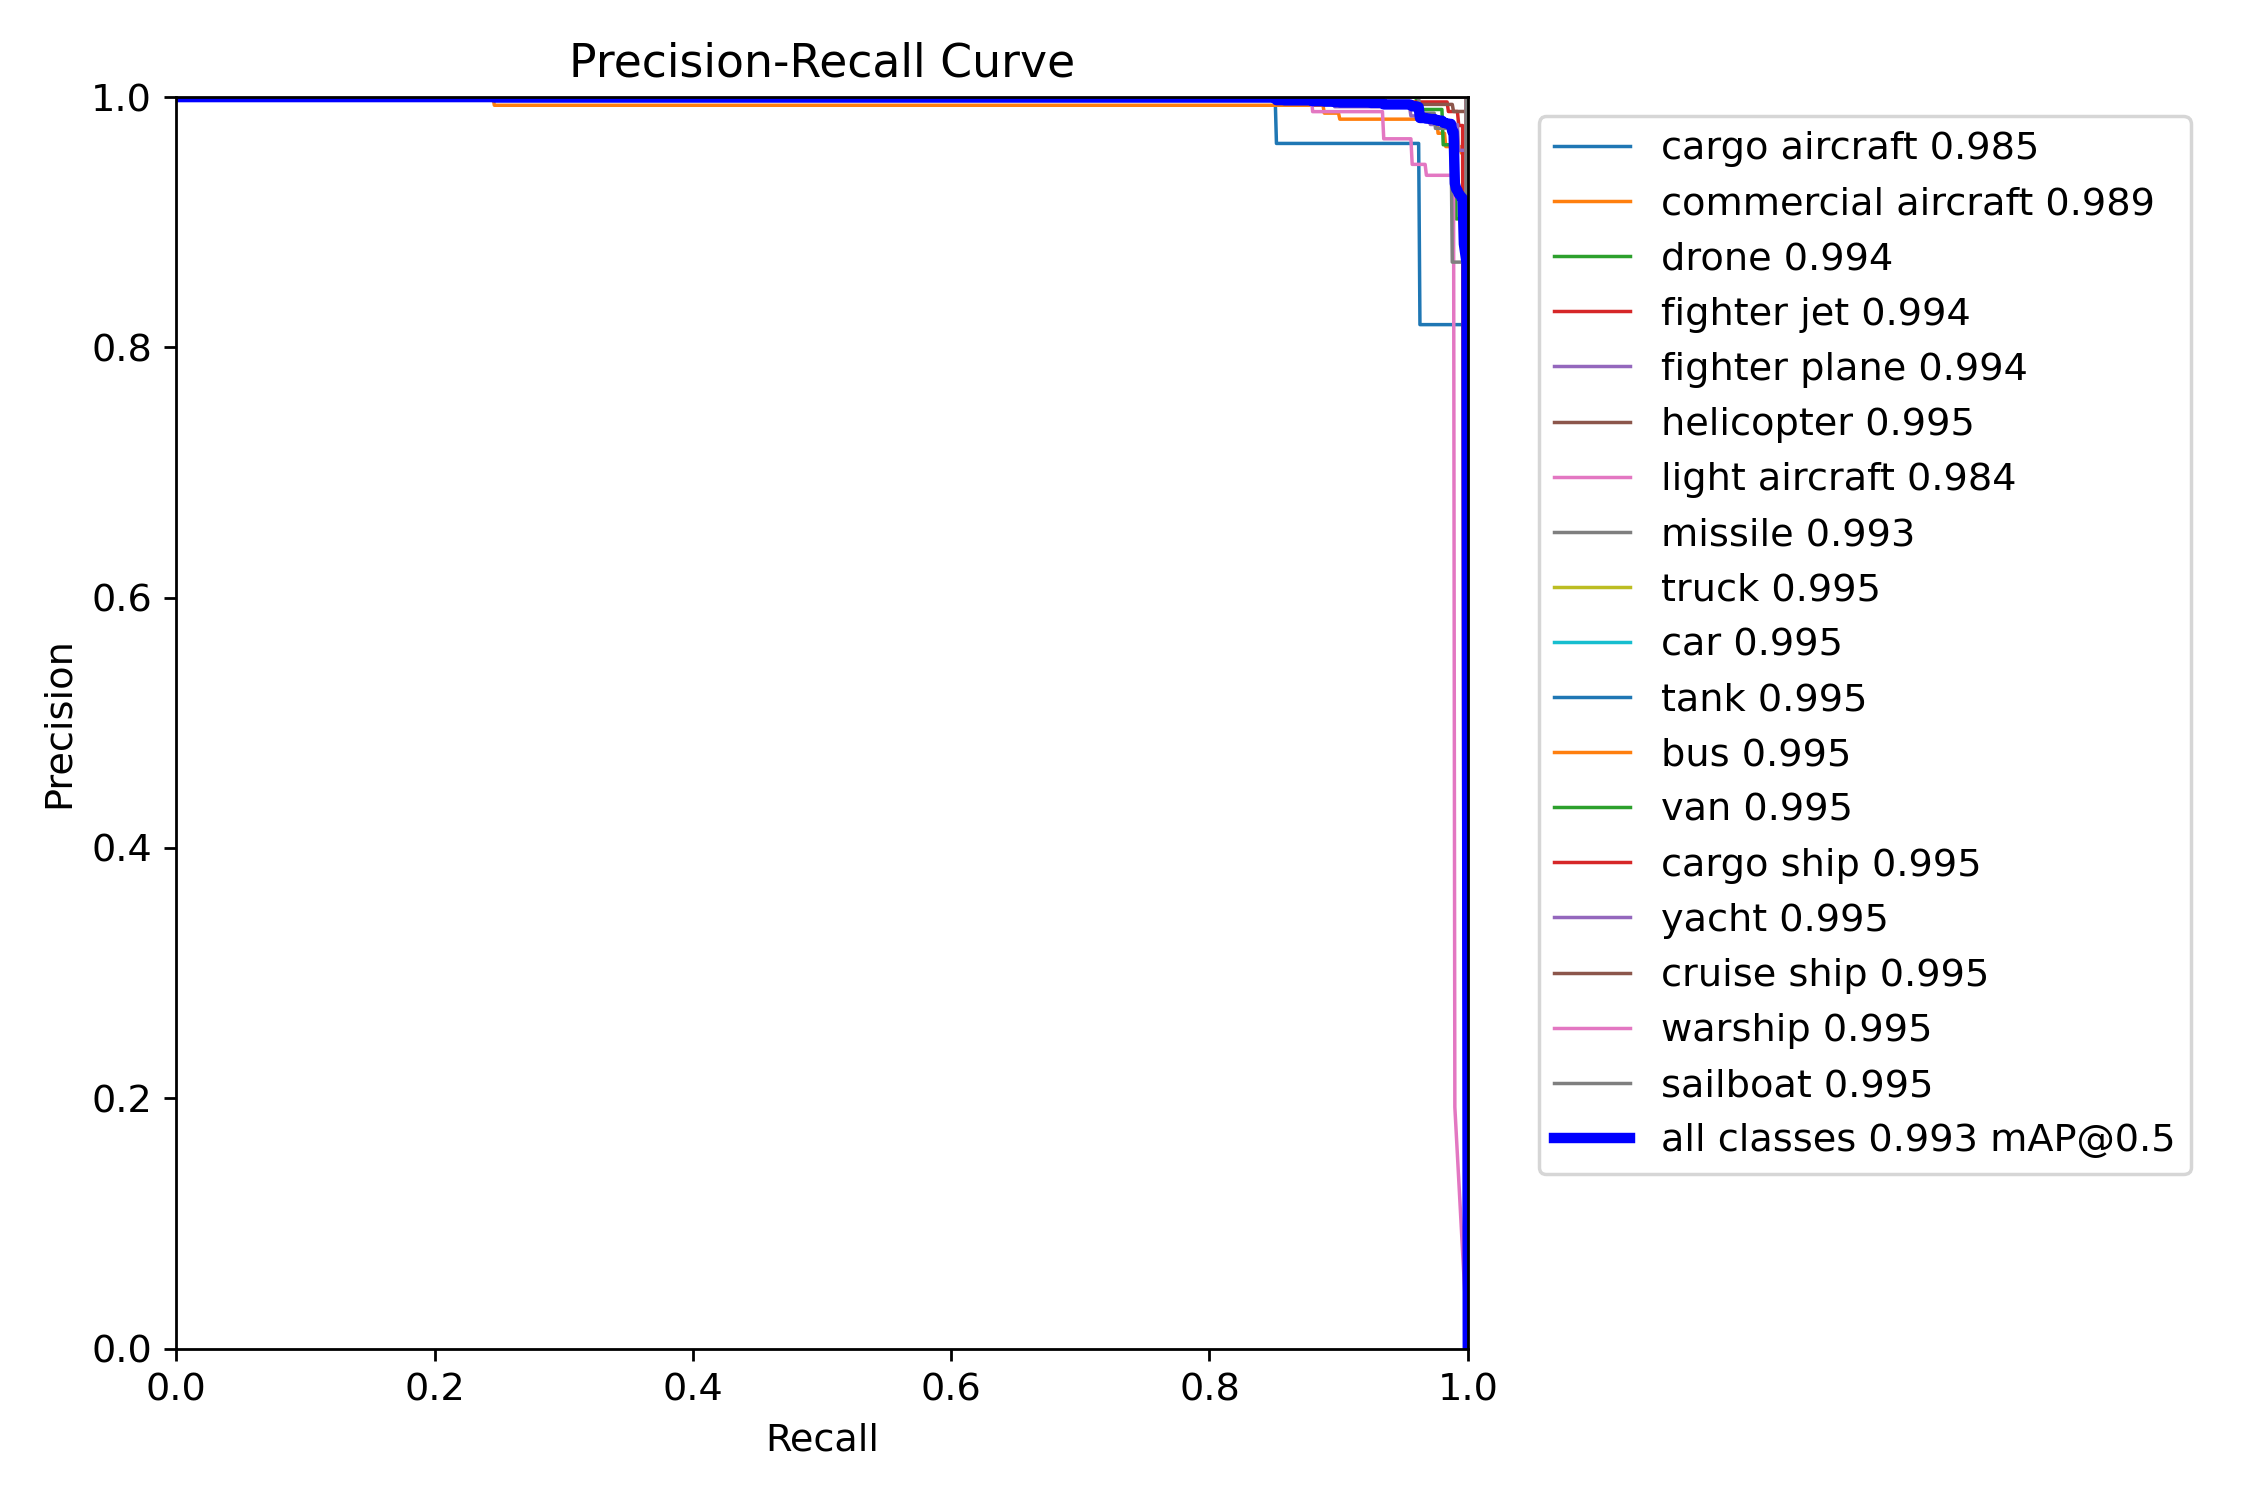 Precision-Recall Curve
1.0
0.8
0.6
0.4
0.2
0.0
Precision
0.0 0.2 0.4 0.6 0.8 1.0
Recall
cargo aircraft 0.985
commercial aircraft 0.989
drone 0.994
fighter jet 0.994
fighter plane 0.994
helicopter 0.995
light aircraft 0.984
missile 0.993
truck 0.995
car 0.995
tank 0.995
bus 0.995
van 0.995
cargo ship 0.995
yacht 0.995
cruise ship 0.995
warship 0.995
sailboat 0.995
all classes 0.993 mAP@0.5